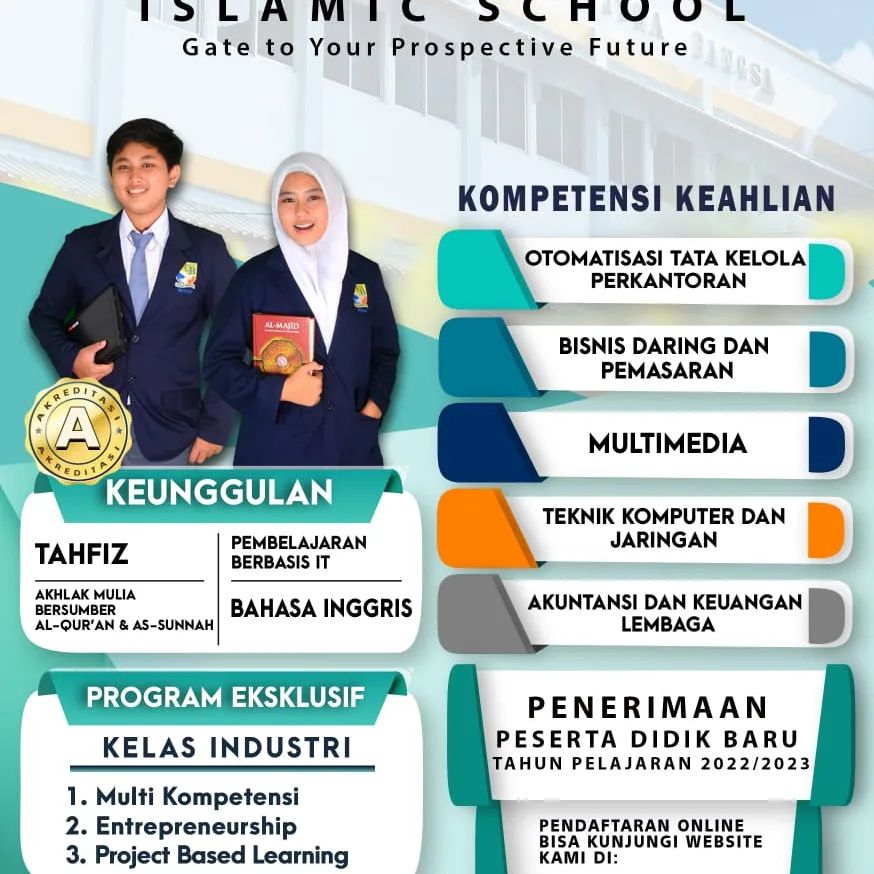 ISLAMIC SCHOOL
Gate to Your Prospective Future
BANGSA
KOMPETENSI KEAHLIAN
OTOMATISASI TATA KELOLA
PERKANTORAN
BISNIS DARING DAN
PEMASARAN
MULTIMEDIA
TEKNIK KOMPUTER DAN
JARINGAN
AKUNTANSI DAN KEUANGAN
LEMBAGA
AL-MAJID
AKREDITASI
A
AKREDITASI
KEUNGGULAN
TAHFIZ
PEMBELAJARAN
BERBASIS IT
AKHLAK MULIA
BERSUMBER
AL-QUR'AN & AS-SUNNAH
BAHASA INGGRIS
PROGRAM EKSKLUSIF
KELAS INDUSTRI
1. Multi Kompetensi
2. Entrepreneurship
3. Project Based Learning
PENERIMAAN
PESERTA DIDIK BARU
TAHUN PELAJARAN 2022/2023
PENDAFTARAN ONLINE
BISA KUNJUNGI WEBSITE
KAMI DI: